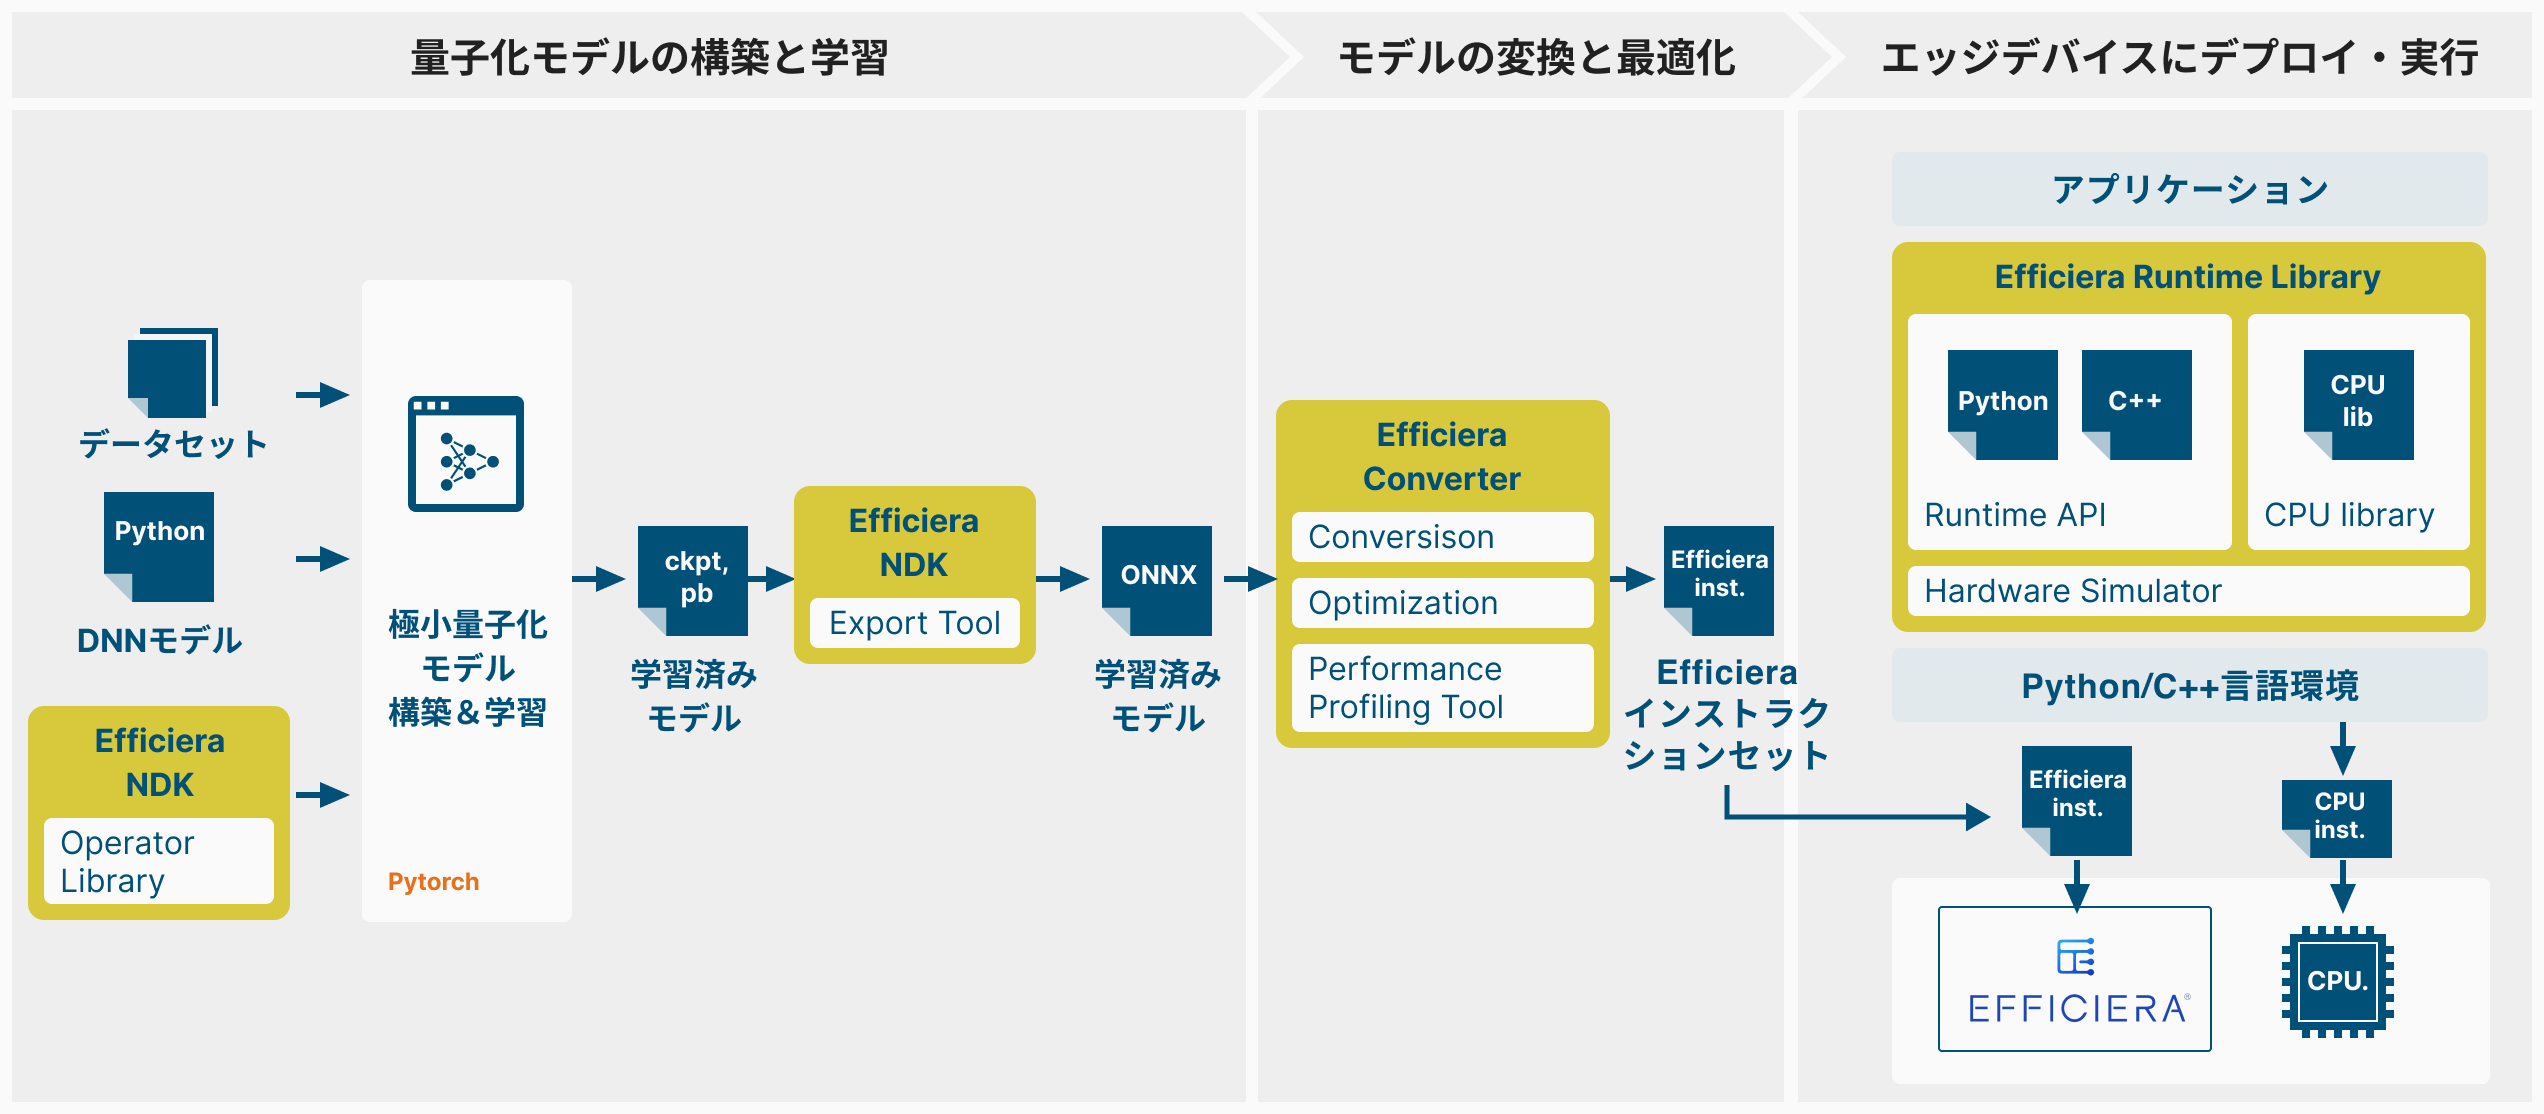 量子化モデルの構築と学習
モデルの変換と最適化
エッジデバイスにデプロイ・実行
データセット
Python
DNNモデル
Efficiera
NDK
Operator
Library
極小量子化
モデル
構築＆学習
Pytorch
ckpt,
pb
学習済み
モデル
Efficiera
NDK
Export Tool
ONNX
学習済み
モデル
Efficiera
Converter
Conversison
Optimization
Performance
Profiling Tool
Efficiera
inst.
Efficiera
インストラク
ションセット
アプリケーション
Efficiera Runtime Library
Python
C++
Runtime API
CPU
lib
CPU library
Hardware Simulator
Python/C++言語環境
Efficiera
inst.
CPU
inst.
EFFICIERA®
CPU.